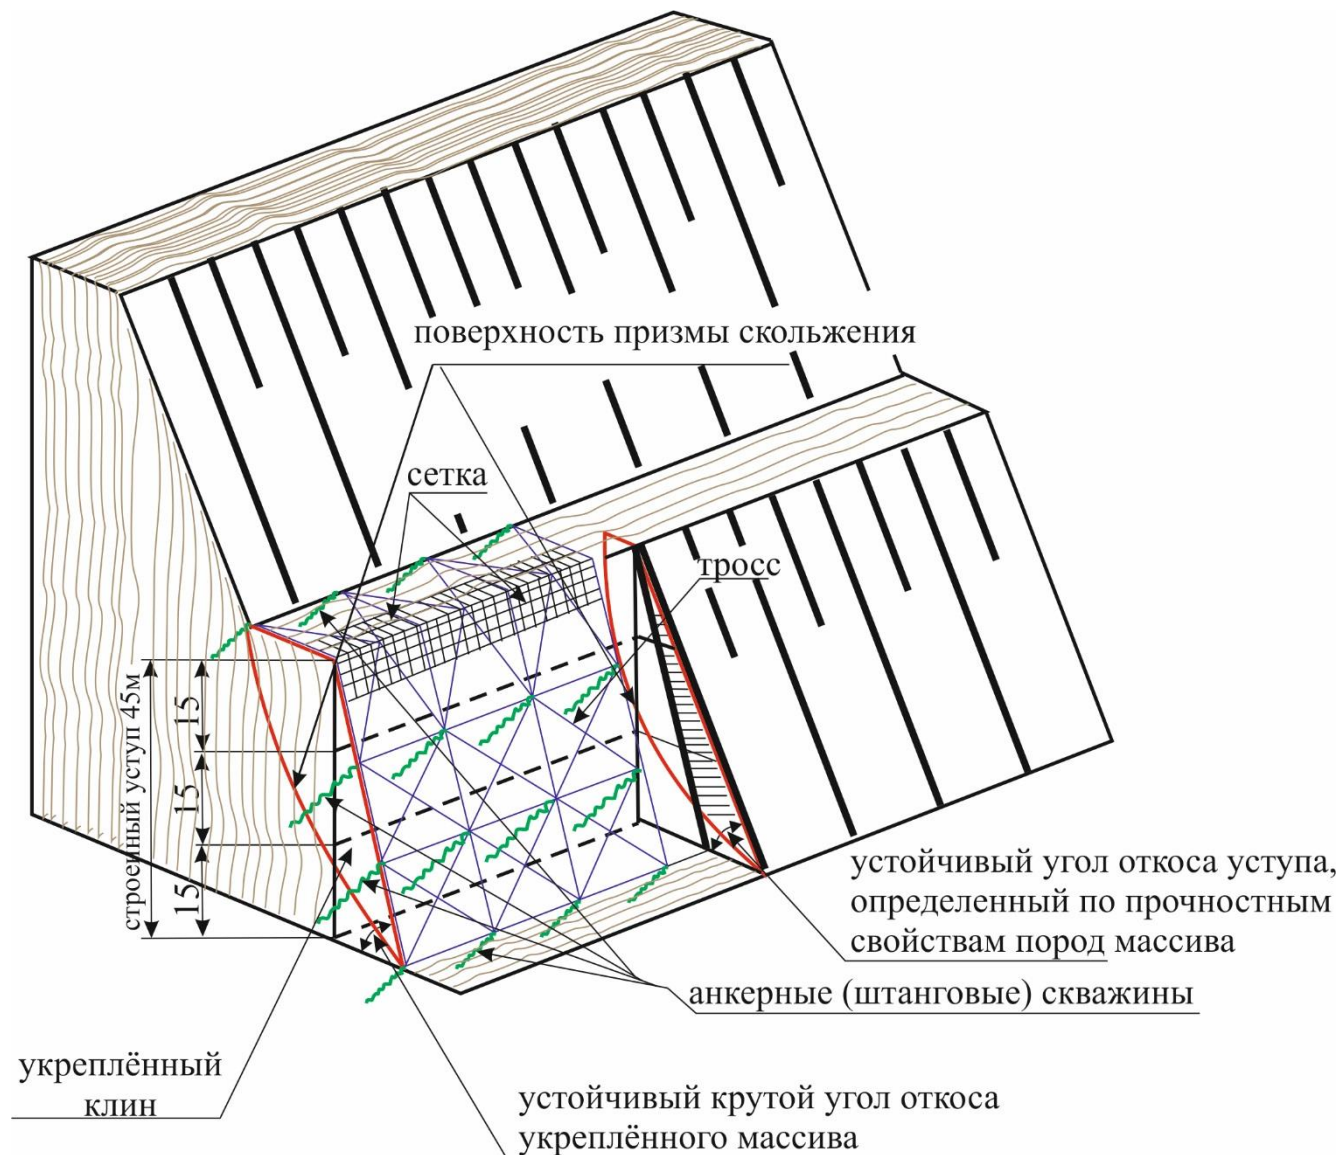 поверхность призмы скольжения
сетка
тросс
строенный уступ 45м
15
15
15
устойчивый угол откоса уступа,
определенный по прочностным
свойствам пород массива
анкерные (штанговые) скважины
укреплённый
клин
устойчивый крутой угол откоса
укреплённого массива